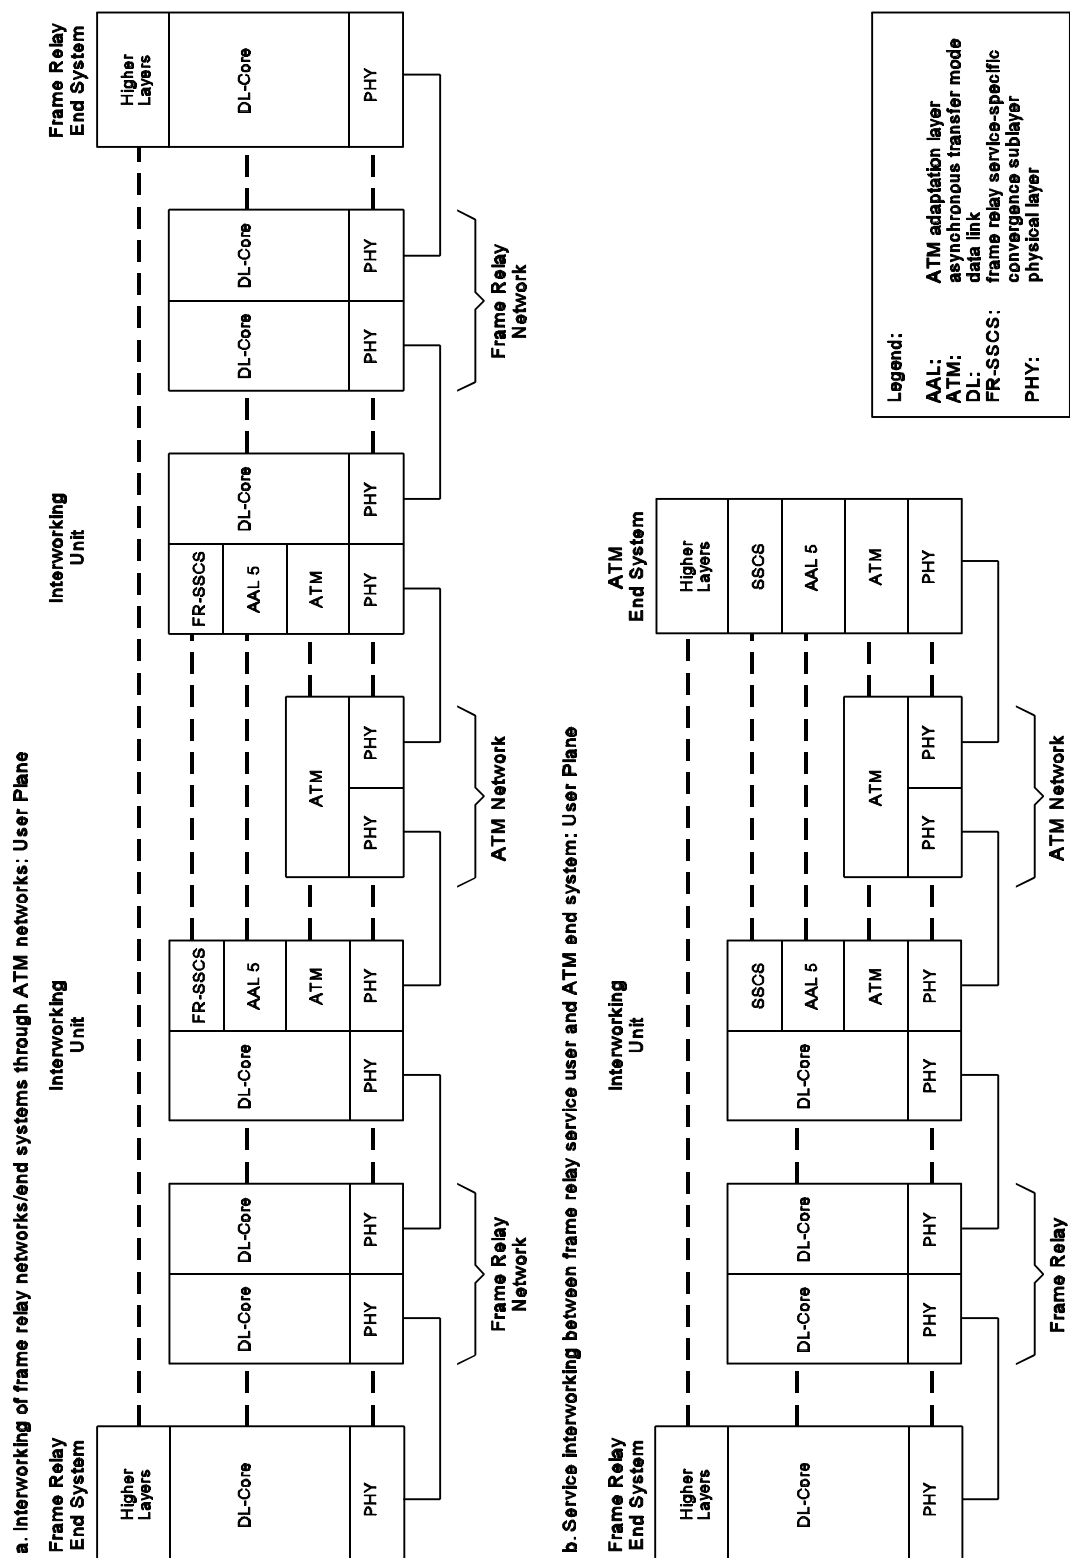 a. Interworking of frame relay networks/end systems through ATM networks: User Plane
Frame Relay
End System
Interworking
Unit
Interworking
Unit
Frame Relay
End System
Higher
Layers
DL-Core
PHY
DL-Core
DL-Core
PHY
PHY
DL-Core
PHY
FR-SSCS
AAL 5
ATM
PHY
ATM
PHY
PHY
FR-SSCS
AAL 5
ATM
PHY
DL-Core
PHY
DL-Core
DL-Core
PHY
PHY
Higher
Layers
DL-Core
PHY
Frame Relay
Network
ATM Network
Frame Relay
Network
b. Service interworking between frame relay service user and ATM end system: User Plane
Frame Relay
End System
Interworking
Unit
ATM
End System
Higher
Layers
DL-Core
PHY
DL-Core
DL-Core
PHY
PHY
DL-Core
PHY
SSCS
AAL 5
ATM
PHY
ATM
PHY
PHY
Higher
Layers
SSCS
AAL 5
ATM
PHY
Frame Relay
ATM Network
Legend:
AAL: ATM adaptation layer
ATM: asynchronous transfer mode
DL: data link
FR-SSCS: frame relay service-specific
convergence sublayer
PHY: physical layer